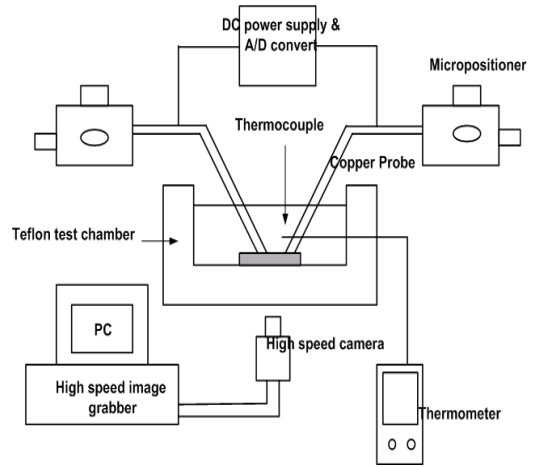 DC power supply &
A/D convert
Micropositioner
Thermocouple
Copper Probe
Teflon test chamber
PC
High speed camera
High speed image
grabber
Thermometer